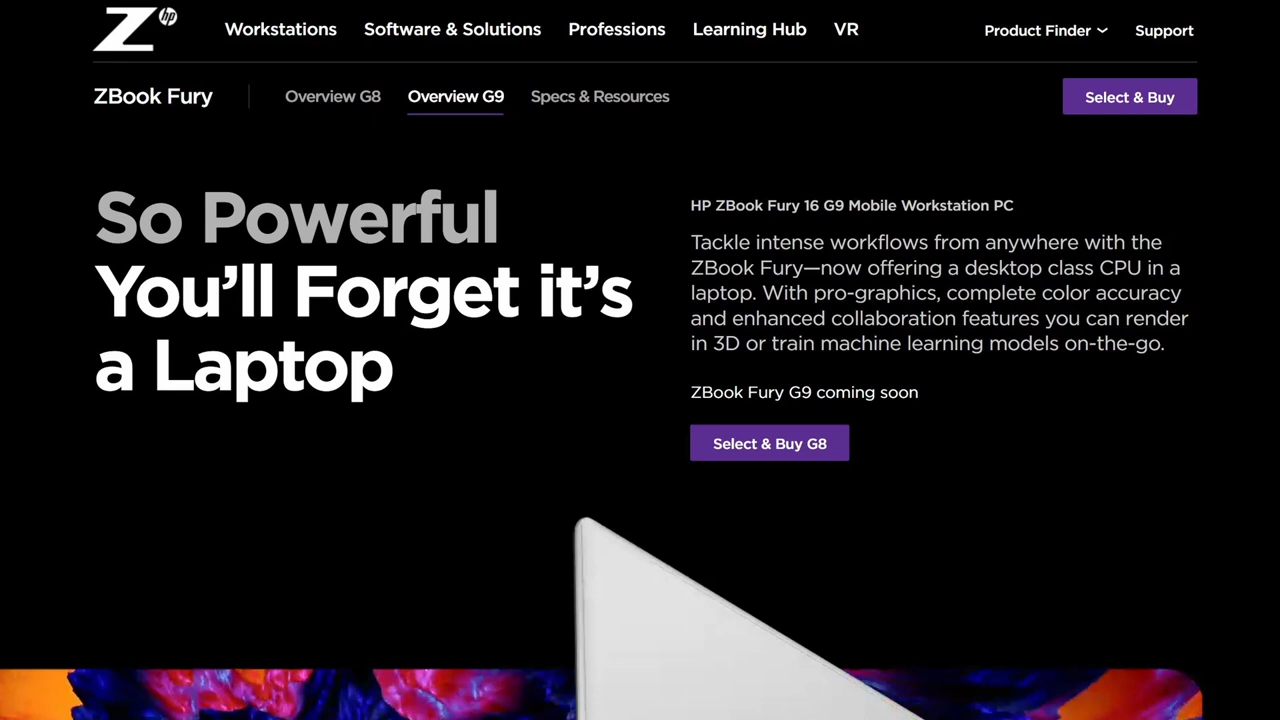 Z hp
Workstations Software & Solutions Professions Learning Hub VR Product Finder Support
ZBook Fury Overview G8 Overview G9 Specs & Resources Select & Buy
So Powerful
You'll Forget it's
a Laptop
HP ZBook Fury 16 G9 Mobile Workstation PC
Tackle intense workflows from anywhere with the
ZBook Fury—now offering a desktop class CPU in a
laptop. With pro-graphics, complete color accuracy
and enhanced collaboration features you can render
in 3D or train machine learning models on-the-go.
ZBook Fury G9 coming soon
Select & Buy G8